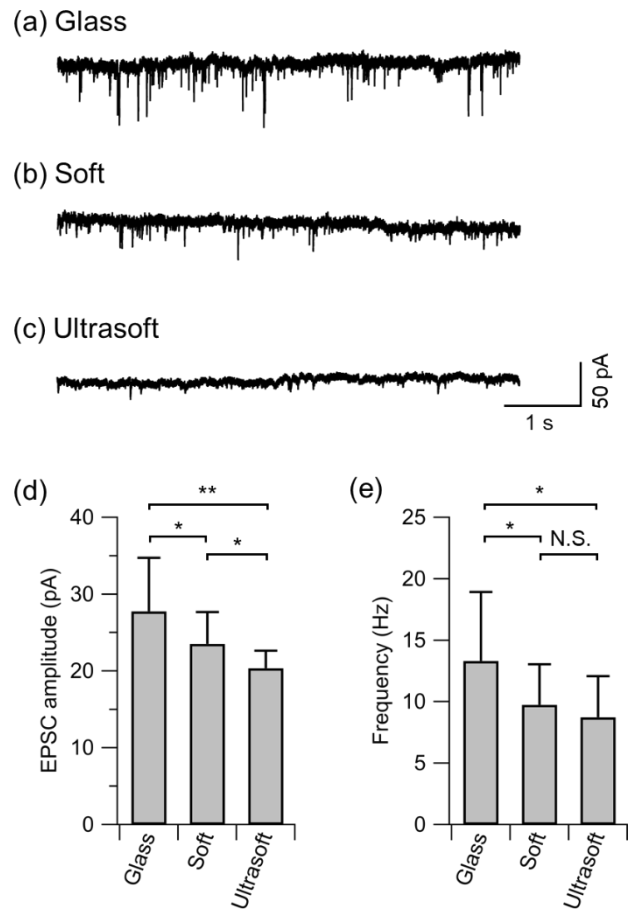 (a) Glass
(b) Soft
(c) Ultrasoft
50 pA
1 s
(d)
**
*
*
40
30
20
10
0
EPSC amplitude (pA)
Glass
Soft
Ultrasoft
(e)
*
*
N.S.
25
20
15
10
5
0
Frequency (Hz)
Glass
Soft
Ultrasoft